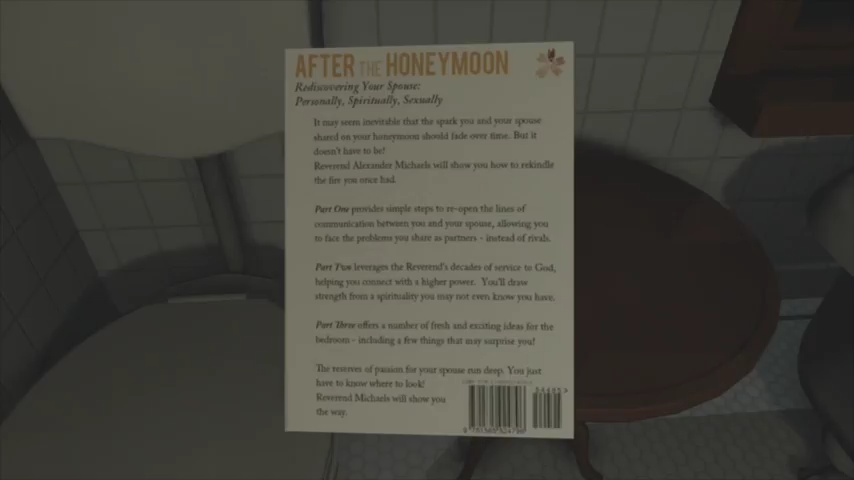 AFTER THE HONEYMOON
Rediscovering Your Spouse:
Personally, Spiritually, Sexually
It may seem inevitable that the spark you and your spouse
shared on your honeymoon should fade over time. But it
doesn't have to be!
Reverend Alexander Michaels will show you how to rekindle
the fire you once had.
Part One provides simple steps to re-open the lines of
communication between you and your spouse, allowing you
to face the problems you share as partners - instead of rivals.
Part Two leverages the Reverend's decades of service to God,
helping you connect with a higher power. You'll draw
strength from a spirituality you may not even know you have.
Part Three offers a number of fresh and exciting ideas for the
bedroom - including a few things that may surprise you!
The reserves of passion for your spouse run deep. You just
have to know where to look!
Reverend Michaels will show you
the way.
54495>